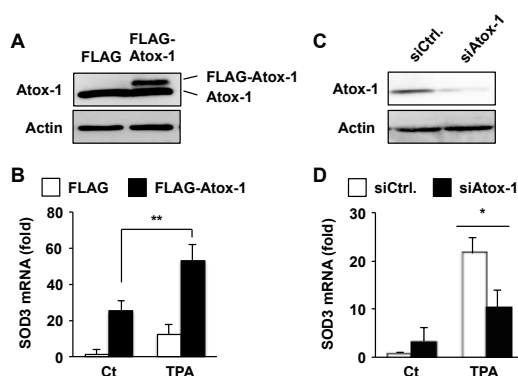 A
FLAG
FLAG-
Atox-1
Atox-1
FLAG-Atox-1
Atox-1
Actin
B
FLAG
FLAG-Atox-1
SOD3 mRNA (fold)
80
60
40
20
0
**
Ct
TPA
C
siCtrl.
siAtox-1
Atox-1
Actin
D
siCtrl.
siAtox-1
SOD3 mRNA (fold)
30
20
10
0
*
Ct
TPA